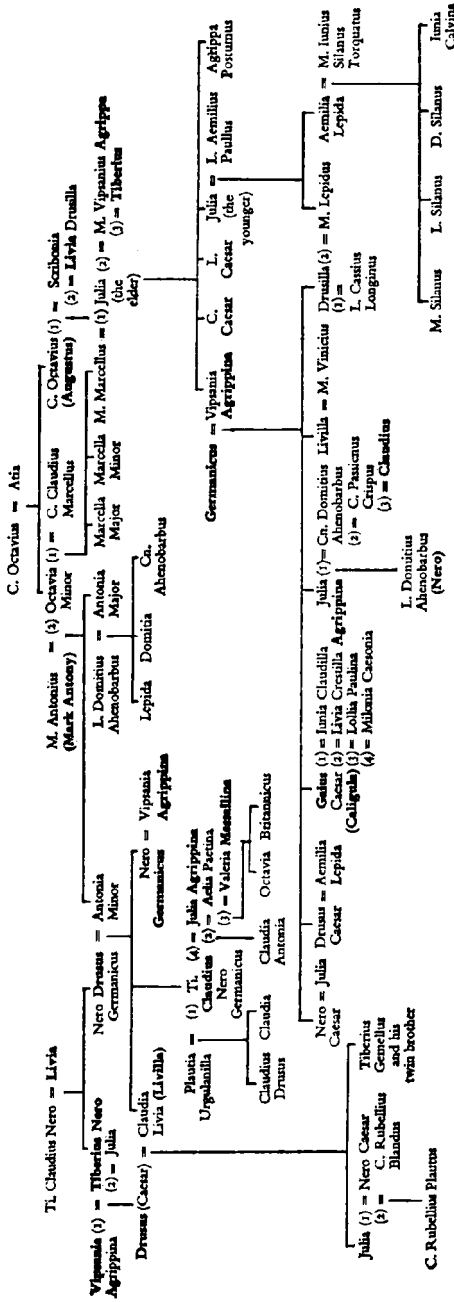 C. Octavius = Atia
Ti. Claudius Nero = Livia
M. Antonius = (2) Octavia (1) = C. Claudius
(Mark Antony) Minor Marcellus
C. Octavius (1) = Scribonia
(Augustus) (2) = Livia Drusilla
Vipsania (1) = Tiberius Nero
Agrippina (2) = Julia
Nero Drusus = Antonia
Germanicus Minor
L. Domitius = Antonia
Ahenobarbus Major
Marcella
Major
Marcella
Minor
M. Marcellus = (1) Julia (2) = M. Vipsanius Agrippa
(the elder) (3) = Tiberius
Drusus (Caesar) = Claudia
Livia (Livilla)
Nero = Vipsania
Germanicus Agrippina
Lepida
Domitia
Cn.
Ahenobarbus
Plautia = (1) Ti. (4) = Julia Agrippina
Urgulanilla Claudius (2) = Aelia Paetina
Nero (3) = Valeria Messallina
Germanicus
Germanicus = Vipsania
Agrippina
C.
Caesar
L.
Caesar
Julia = L. Aemilius
(the Paullus
younger)
Agrippa
Postumus
Claudius
Drusus
Claudia
Claudia
Antonia
Octavia
Britannicus
Nero = Julia
Caesar
Drusus = Aemilia
Caesar Lepida
Gaius (1) = Junia Claudilla
Caesar (2) = Livia Crestilla
(Caligula) (3) = Lollia Paulina
(4) = Milonia Caesonia
Julia (1) = Cn. Domitius
Agrippina Ahenobarbus
(2) = C. Passicnus
Crispus
(3) = Claudius
Livilla = M. Vinicius
Drusilla (2) = M. Lepidus
(2) =
L. Cassius
Longinus
Aemilia = M. Iunius
Lepida Silanus
Torquatus
Julia (1) = Nero Caesar
(2) = C. Rubellius
Blandus
Tiberius
Gemellus
and his
twin brother
L. Domitius
Ahenobarbus
(Nero)
M. Silanus
L. Silanus
D. Silanus
Iunia
Calvina
C. Rubellius Plautus